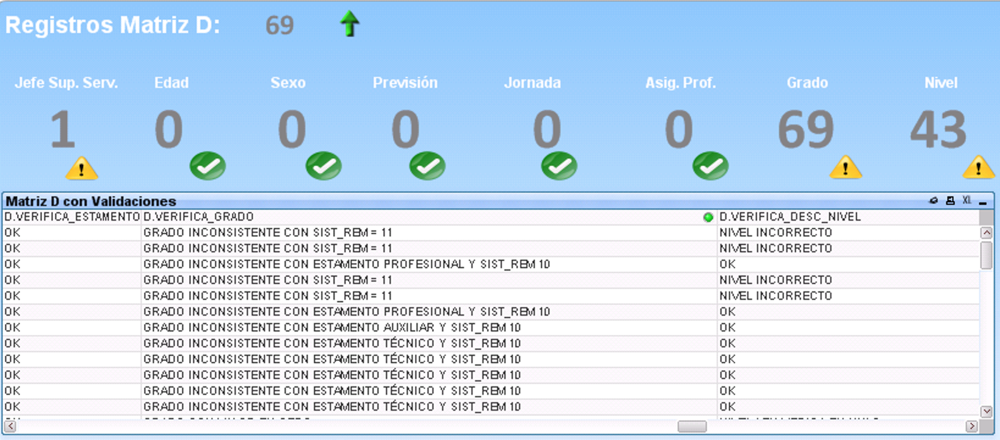 Registros Matriz D: 69
Jefe Sup. Serv. Edad Sexo Previsión Jornada Asig. Prof. Grado Nivel
1 0 0 0 0 0 69 43
Matriz D con Validaciones XL
D.VERIFICA_ESTAMENTO D.VERIFICA_GRADO D.VERIFICA_DESC_NIVEL
OK GRADO INCONSISTENTE CON SIST_REM = 11 NIVEL INCORRECTO
OK GRADO INCONSISTENTE CON SIST_REM = 11 NIVEL INCORRECTO
OK GRADO INCONSISTENTE CON ESTAMENTO PROFESIONAL Y SIST_REM 10 OK
OK GRADO INCONSISTENTE CON SIST_REM = 11 NIVEL INCORRECTO
OK GRADO INCONSISTENTE CON SIST_REM = 11 NIVEL INCORRECTO
OK GRADO INCONSISTENTE CON ESTAMENTO PROFESIONAL Y SIST_REM 10 OK
OK GRADO INCONSISTENTE CON ESTAMENTO AUXILIAR Y SIST_REM 10 OK
OK GRADO INCONSISTENTE CON ESTAMENTO TÉCNICO Y SIST_REM 10 OK
OK GRADO INCONSISTENTE CON ESTAMENTO TÉCNICO Y SIST_REM 10 OK
OK GRADO INCONSISTENTE CON ESTAMENTO TÉCNICO Y SIST_REM 10 OK
OK GRADO INCONSISTENTE CON ESTAMENTO TÉCNICO Y SIST_REM 10 OK
OK GRADO INCONSISTENTE CON ESTAMENTO TÉCNICO Y SIST_REM 10 OK